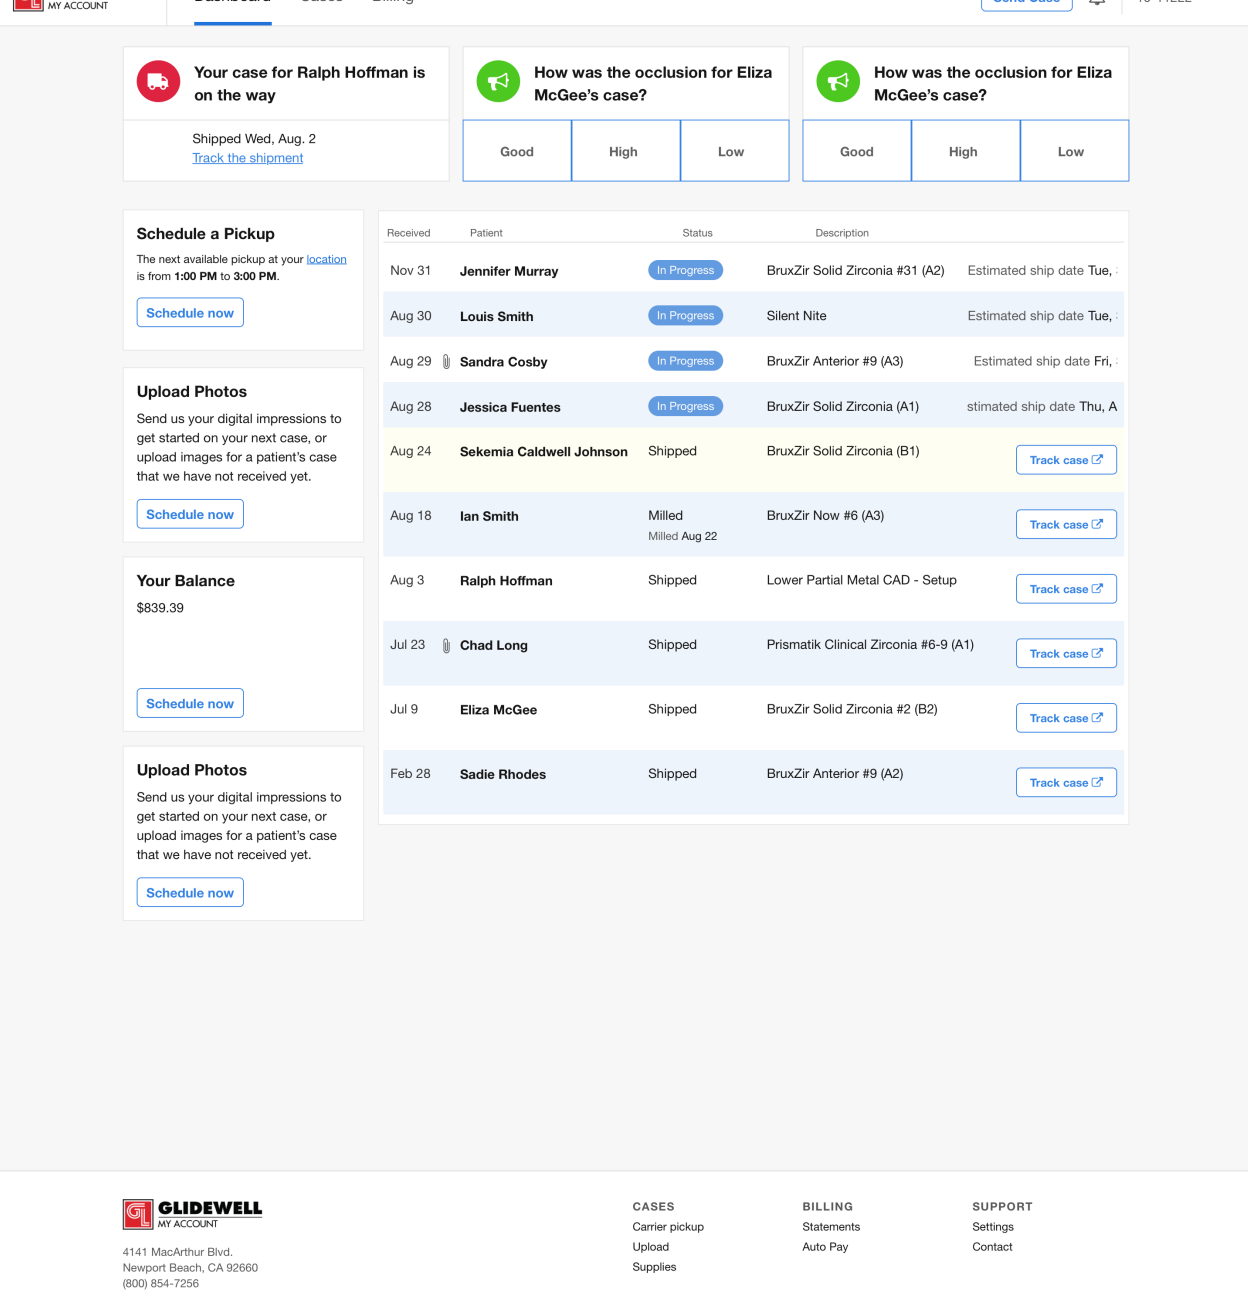 MY ACCOUNT
Dashboard Cases Billing
Send Case
Your case for Ralph Hoffman is
on the way
Shipped Wed, Aug. 2
Track the shipment
How was the occlusion for Eliza
McGee’s case?
Good High Low
How was the occlusion for Eliza
McGee’s case?
Good High Low
Schedule a Pickup
The next available pickup at your location
is from 1:00 PM to 3:00 PM.
Schedule now
Upload Photos
Send us your digital impressions to
get started on your next case, or
upload images for a patient’s case
that we have not received yet.
Schedule now
Your Balance
$839.39
Schedule now
Upload Photos
Send us your digital impressions to
get started on your next case, or
upload images for a patient’s case
that we have not received yet.
Schedule now
Received Patient Status Description
Nov 31 Jennifer Murray In Progress BruxZir Solid Zirconia #31 (A2) Estimated ship date Tue,
Aug 30 Louis Smith In Progress Silent Nite Estimated ship date Tue,
Aug 29 Sandra Cosby In Progress BruxZir Anterior #9 (A3) Estimated ship date Fri,
Aug 28 Jessica Fuentes In Progress BruxZir Solid Zirconia (A1) stimated ship date Thu, A
Aug 24 Sekemia Caldwell Johnson Shipped BruxZir Solid Zirconia (B1) Track case
Aug 18 Ian Smith Milled BruxZir Now #6 (A3) Track case
Milled Aug 22
Aug 3 Ralph Hoffman Shipped Lower Partial Metal CAD - Setup Track case
Jul 23 Chad Long Shipped Prismatik Clinical Zirconia #6-9 (A1) Track case
Jul 9 Eliza McGee Shipped BruxZir Solid Zirconia #2 (B2) Track case
Feb 28 Sadie Rhodes Shipped BruxZir Anterior #9 (A2) Track case
GLIDEWELL
MY ACCOUNT
4141 MacArthur Blvd.
Newport Beach, CA 92660
(800) 854-7256
CASES
Carrier pickup
Upload
Supplies
BILLING
Statements
Auto Pay
SUPPORT
Settings
Contact